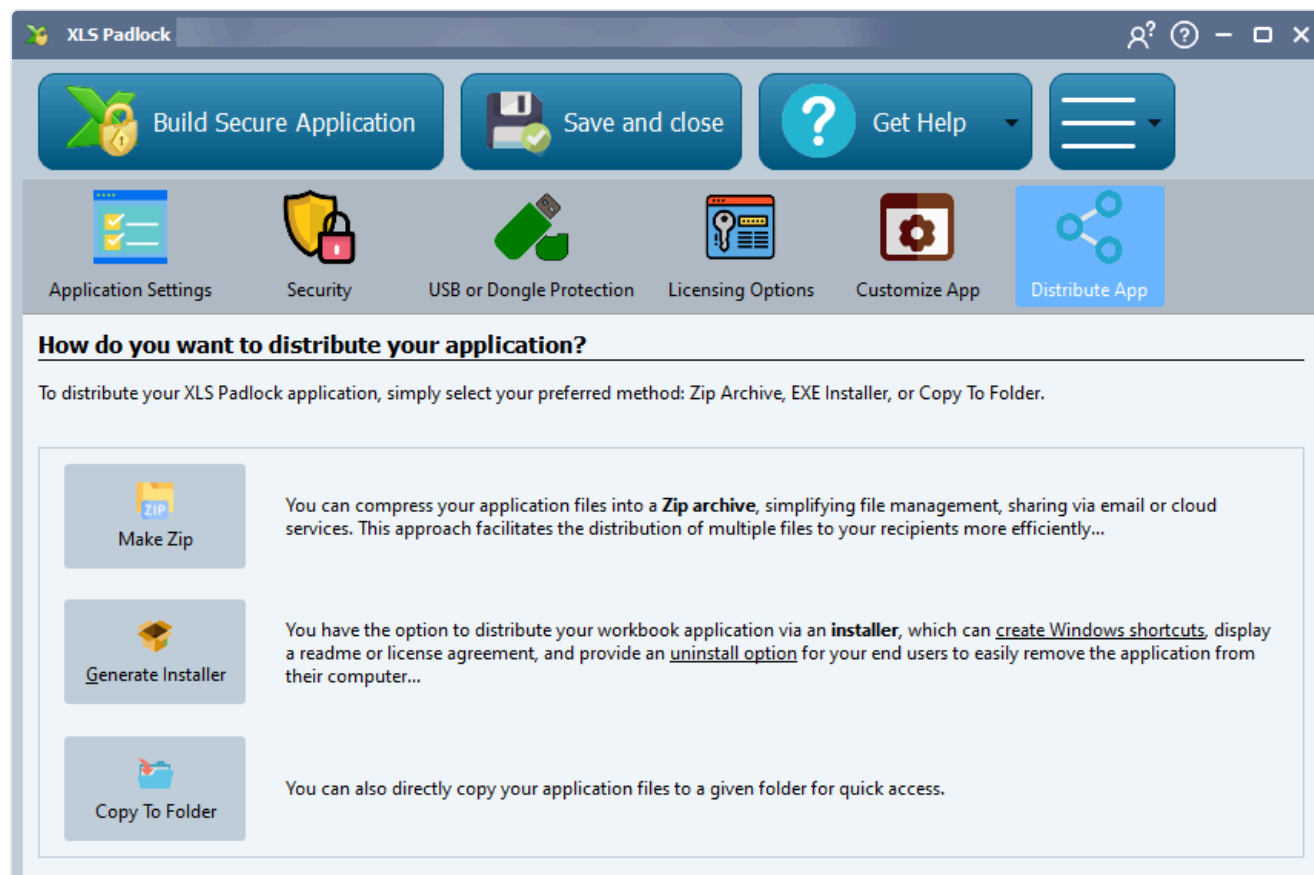 XLS Padlock
Build Secure Application
Save and close
Get Help
Application Settings
Security
USB or Dongle Protection
Licensing Options
Customize App
Distribute App
How do you want to distribute your application?
To distribute your XLS Padlock application, simply select your preferred method: Zip Archive, EXE Installer, or Copy To Folder.
ZIP
Make Zip
You can compress your application files into a Zip archive, simplifying file management, sharing via email or cloud
services. This approach facilitates the distribution of multiple files to your recipients more efficiently...
Generate Installer
You have the option to distribute your workbook application via an installer, which can create Windows shortcuts, display
a readme or license agreement, and provide an uninstall option for your end users to easily remove the application from
their computer...
Copy To Folder
You can also directly copy your application files to a given folder for quick access.